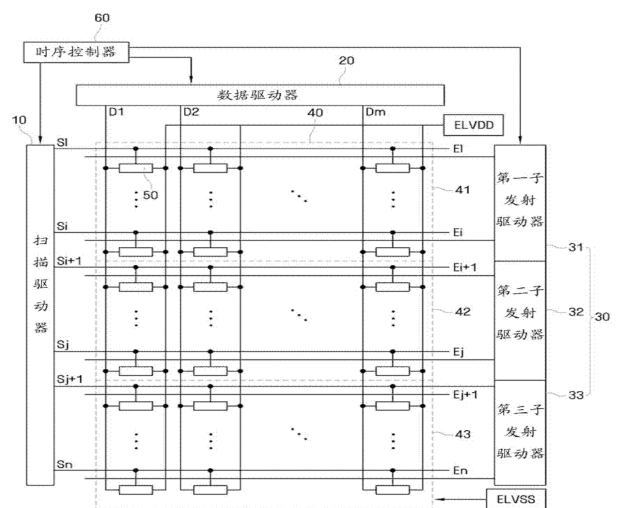 60
时序控制器
20
数据驱动器
D1 D2 Dm
40
ELVDD
10
S1 E1
50
41
第一子
发射
驱动器
Si Ei
31
扫描驱动器
Si+1 Ei+1
第二子
发射
驱动器
42
32
30
Sj Ej
Sj+1 Ej+1
33
第三子
发射
驱动器
43
Sn En
ELVSS